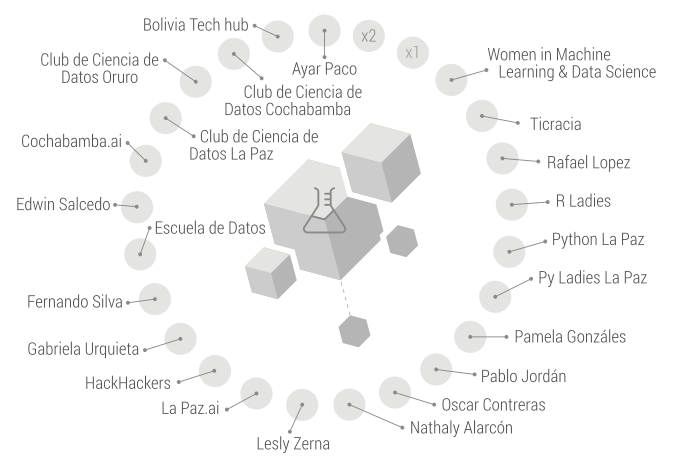 Bolivia Tech hub
Ayar Paco
x2
x1
Women in Machine
Learning & Data Science
Club de Ciencia de
Datos Oruro
Club de Ciencia de
Datos Cochabamba
Ticracia
Club de Ciencia de
Datos La Paz
Cochabamba.ai
Rafael Lopez
Edwin Salcedo
R Ladies
Escuela de Datos
Python La Paz
Py Ladies La Paz
Fernando Silva
Pamela Gonzáles
Gabriela Urquieta
Pablo Jordán
HackHackers
Oscar Contreras
La Paz.ai
Nathaly Alarcón
Lesly Zerna